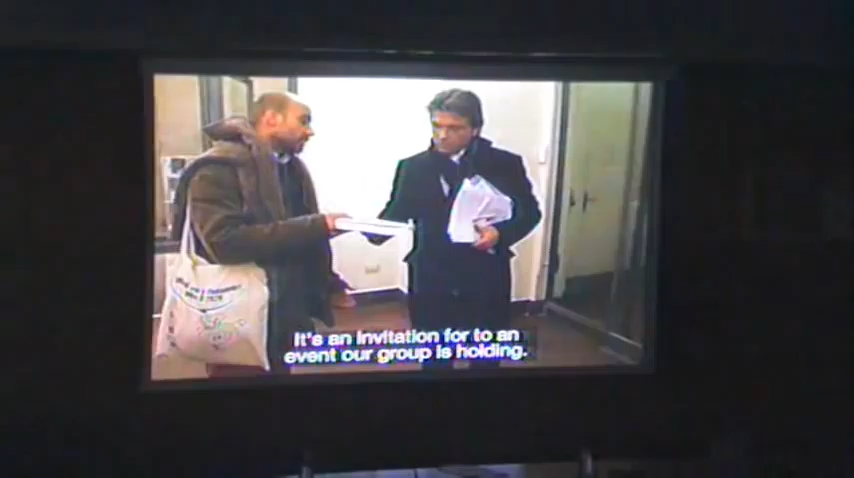 It's an invitation for to an
event our group is holding.